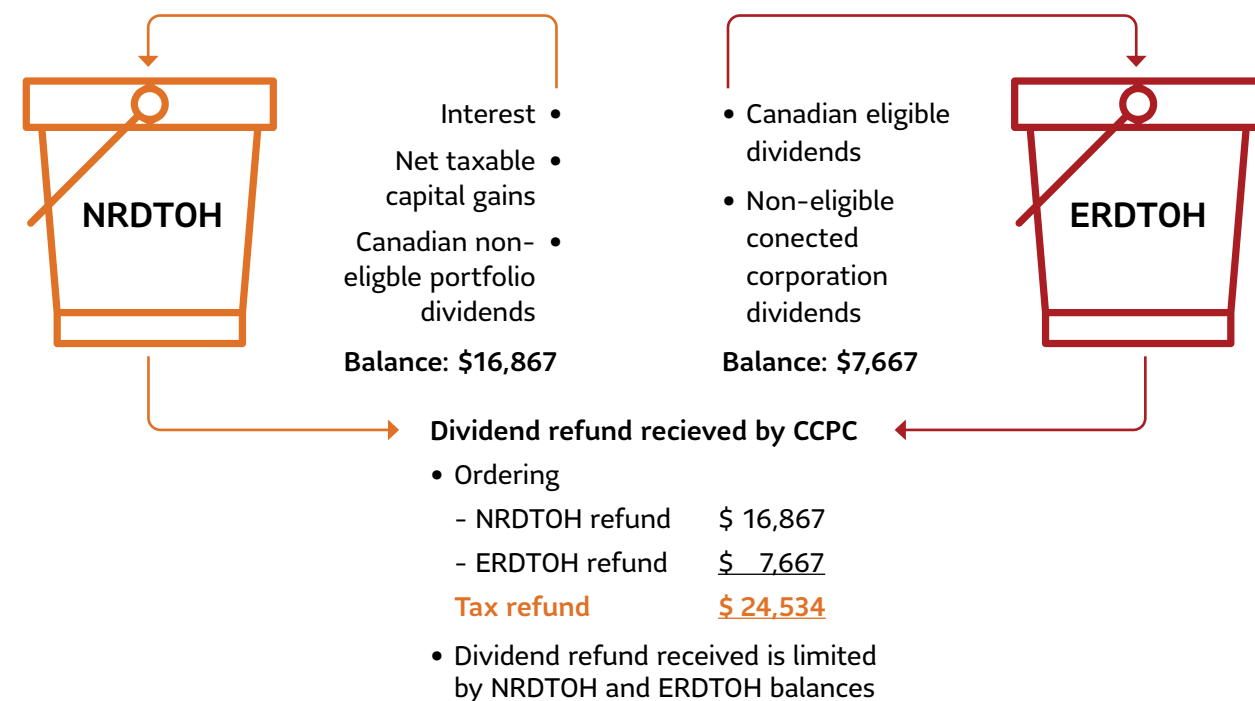 NRDTOH
Interest •
Net taxable •
capital gains
Canadian non- •
eligble portfolio
dividends
Balance: $16,867
• Canadian eligible
dividends
• Non-eligible
conected
corporation
dividends
Balance: $7,667
ERDTOH
Dividend refund recieved by CCPC
• Ordering
- NRDTOH refund $ 16,867
- ERDTOH refund $ 7,667
Tax refund $ 24,534
• Dividend refund received is limited
by NRDTOH and ERDTOH balances